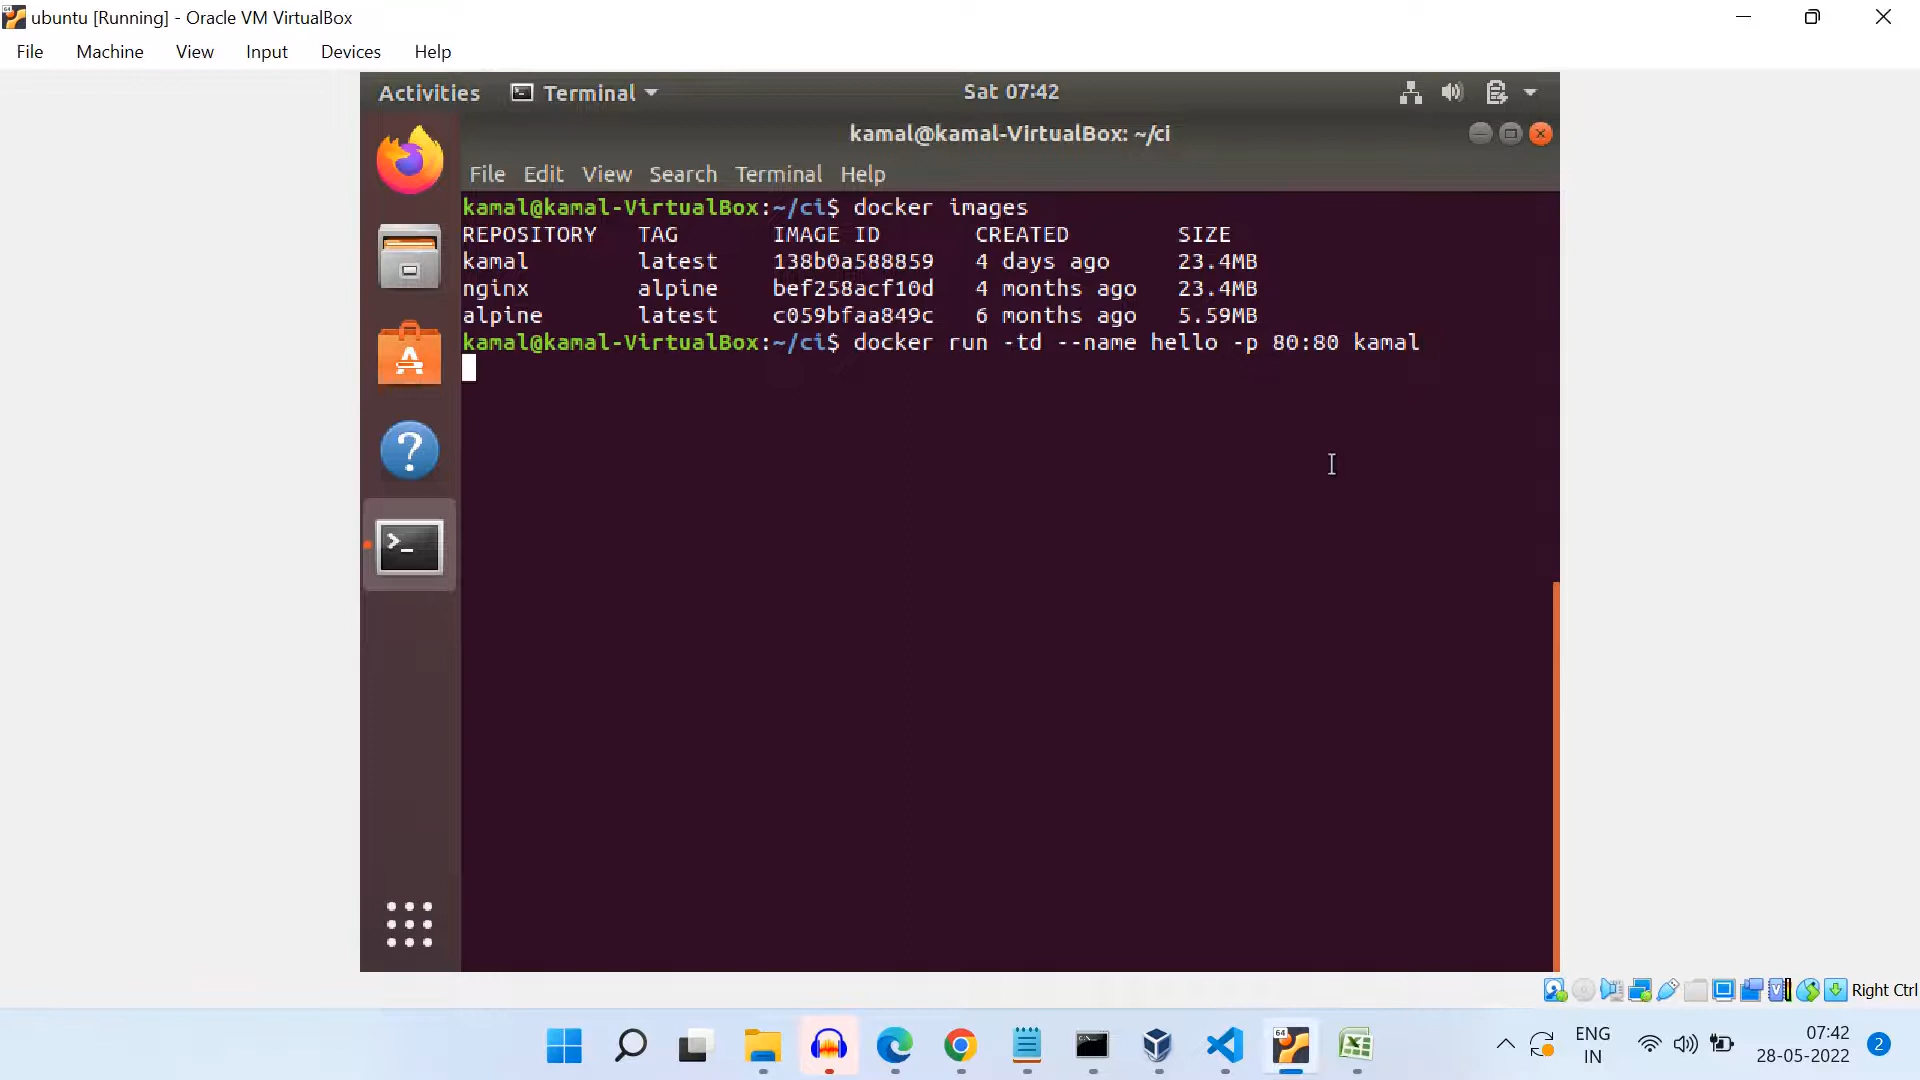 ubuntu [Running] - Oracle VM VirtualBox
File Machine View Input Devices Help
Activities Terminal Sat 07:42
kamal@kamal-VirtualBox: ~/ci
File Edit View Search Terminal Help
kamal@kamal-VirtualBox:~/ci$ docker images
REPOSITORY TAG IMAGE ID CREATED SIZE
kamal latest 138b0a588859 4 days ago 23.4MB
nginx alpine bef258acf10d 4 months ago 23.4MB
alpine latest c059bfaa849c 6 months ago 5.59MB
kamal@kamal-VirtualBox:~/ci$ docker run -td --name hello -p 80:80 kamal
Right Ctrl
64
ENG
IN
07:42
28-05-2022
2